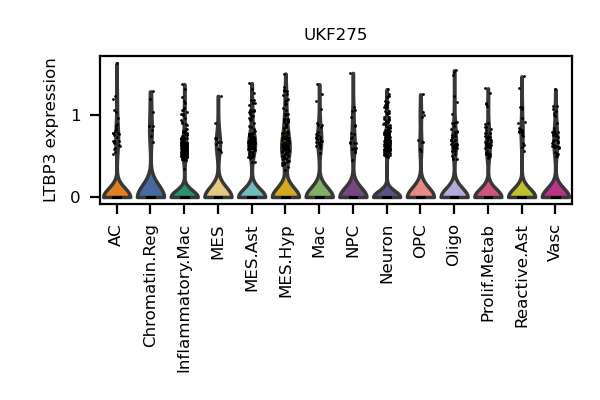 UKF275
LTBP3 expression
1
0
AC
Chromatin.Reg
Inflammatory.Mac
MES
MES.Ast
MES.Hyp
Mac
NPC
Neuron
OPC
Oligo
Prolif.Metab
Reactive.Ast
Vasc